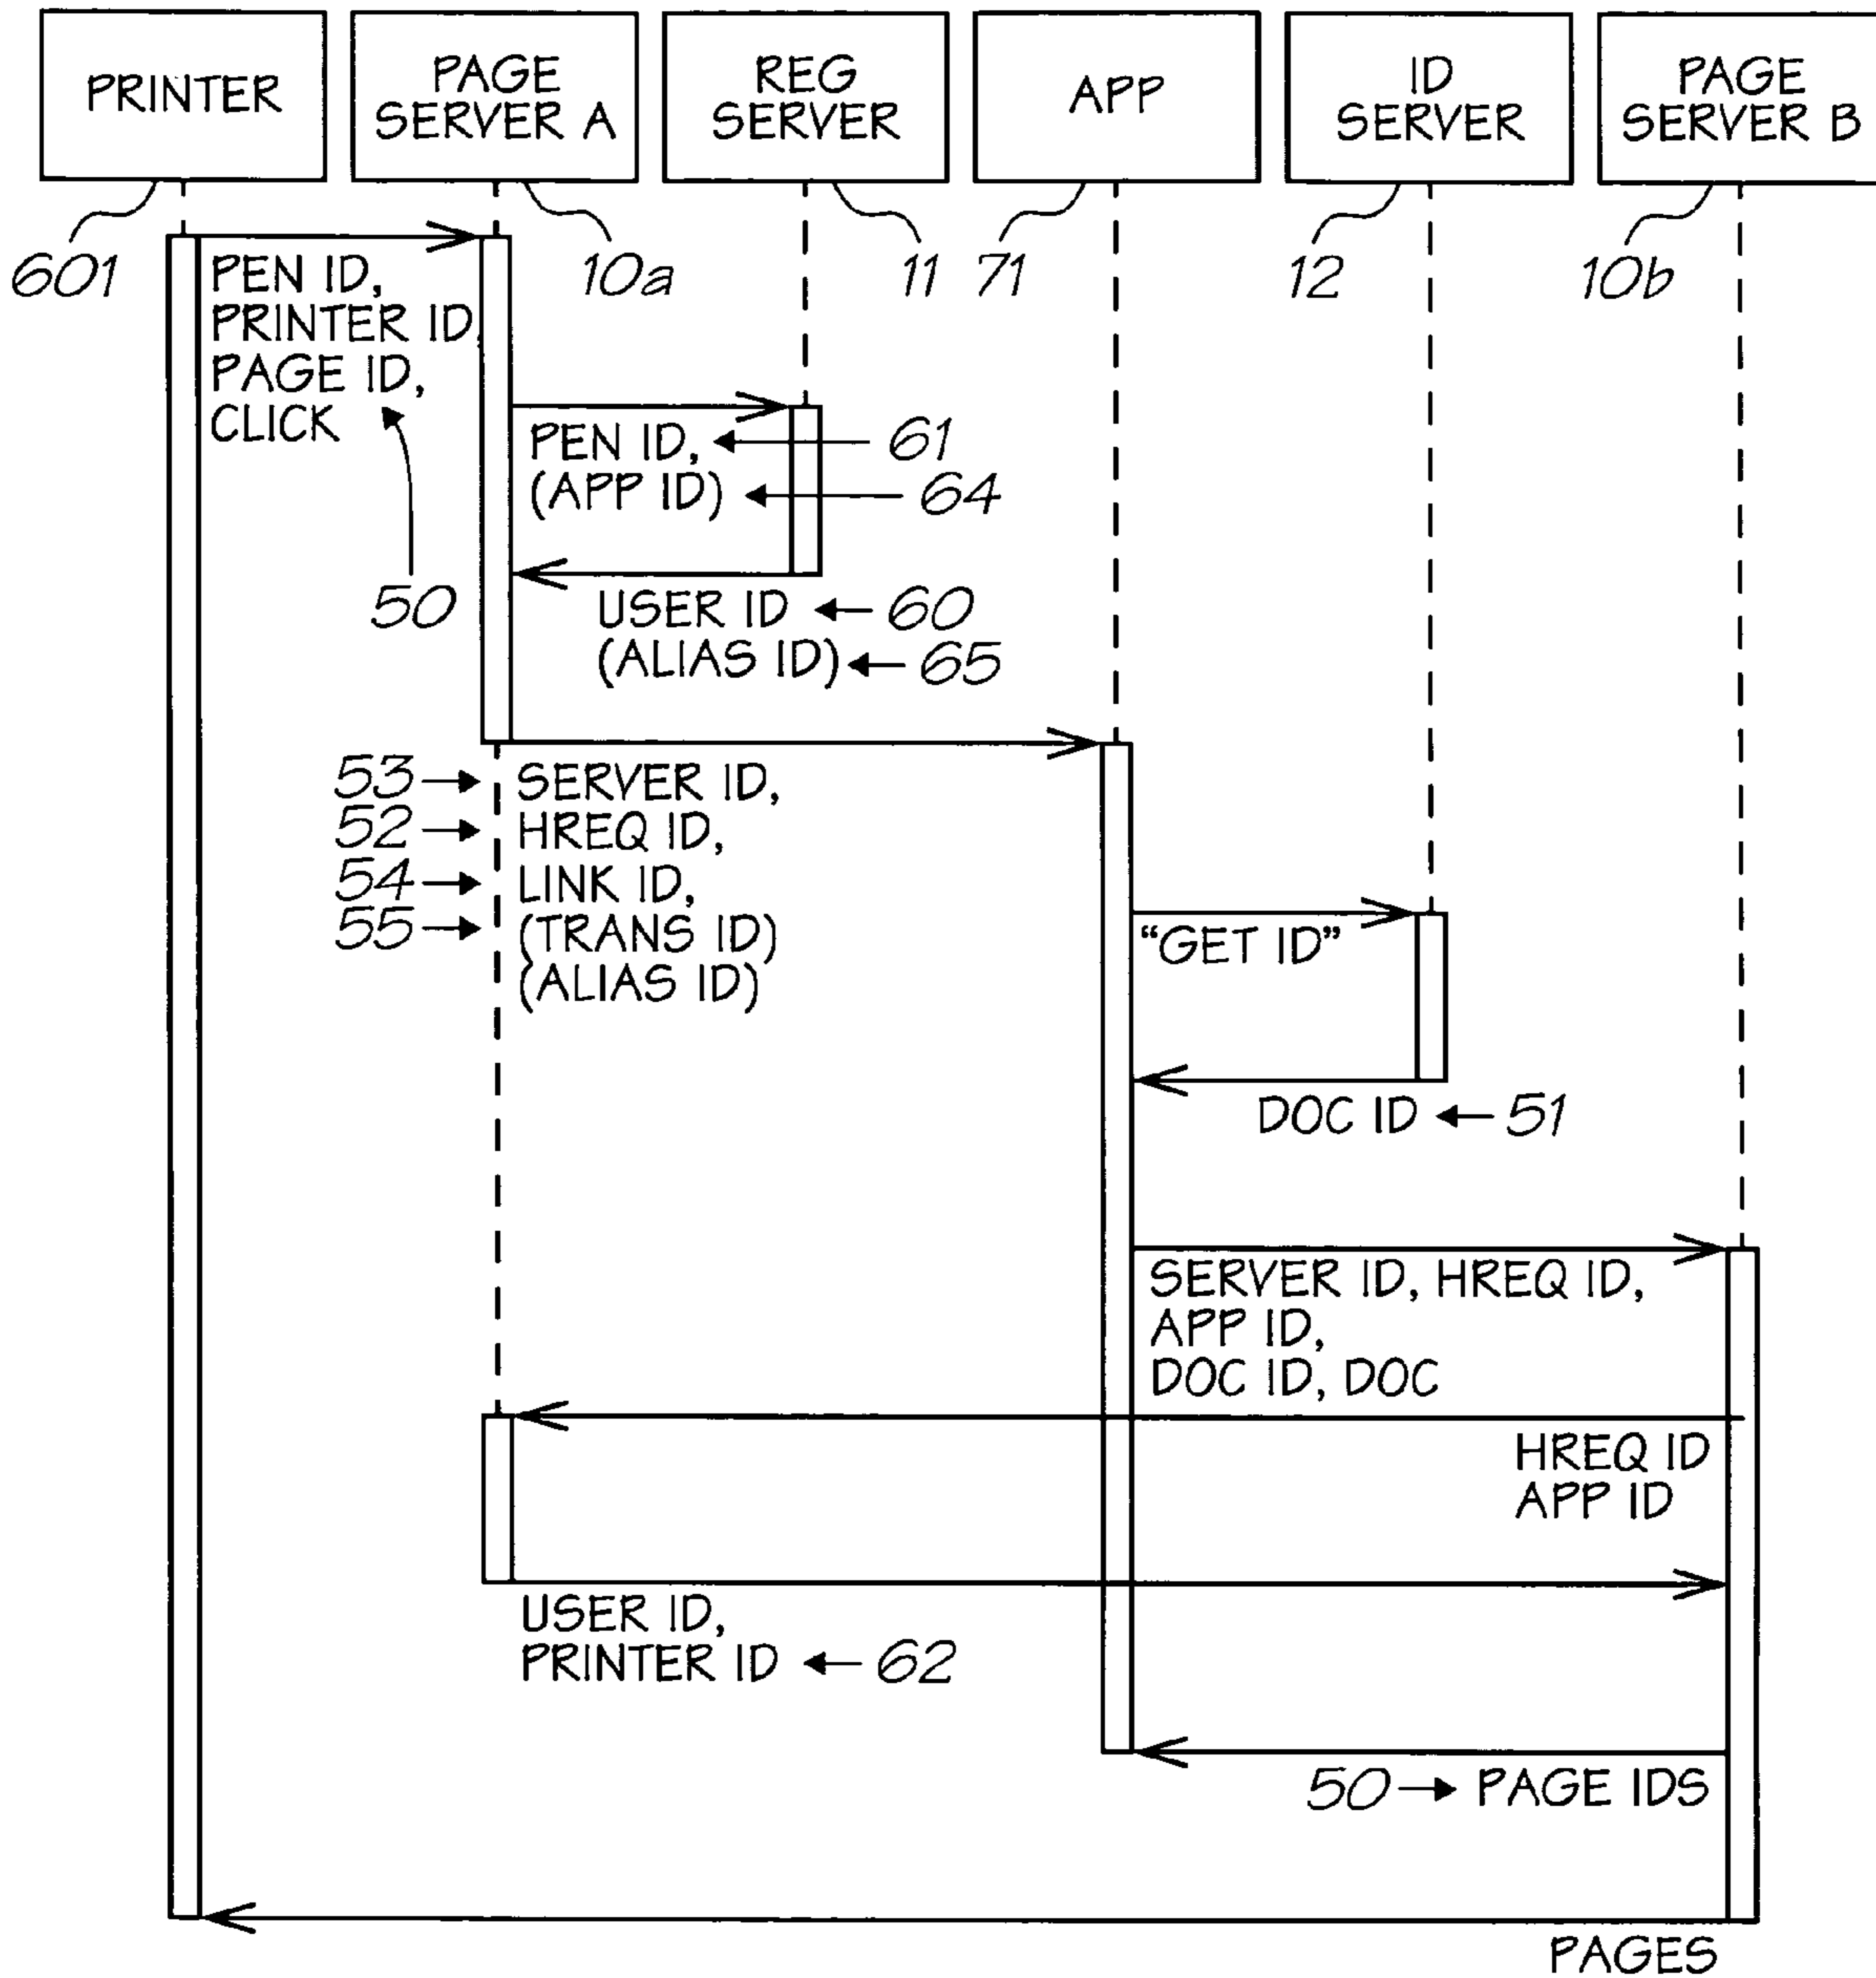 PRINTER
PAGE
SERVER A
REG
SERVER
APP
ID
SERVER
PAGE
SERVER B
601
10a
11
71
12
10b
PEN ID,
PRINTER ID
PAGE ID,
CLICK
50
PEN ID,
61
(APP ID)
64
USER ID
60
(ALIAS ID)
65
53
SERVER ID,
52
HREQ ID,
54
LINK ID,
55
(TRANS ID)
(ALIAS ID)
"GET ID"
DOC ID
51
SERVER ID, HREQ ID,
APP ID,
DOC ID, DOC
HREQ ID
APP ID
USER ID,
PRINTER ID
62
50
PAGE IDS
PAGES